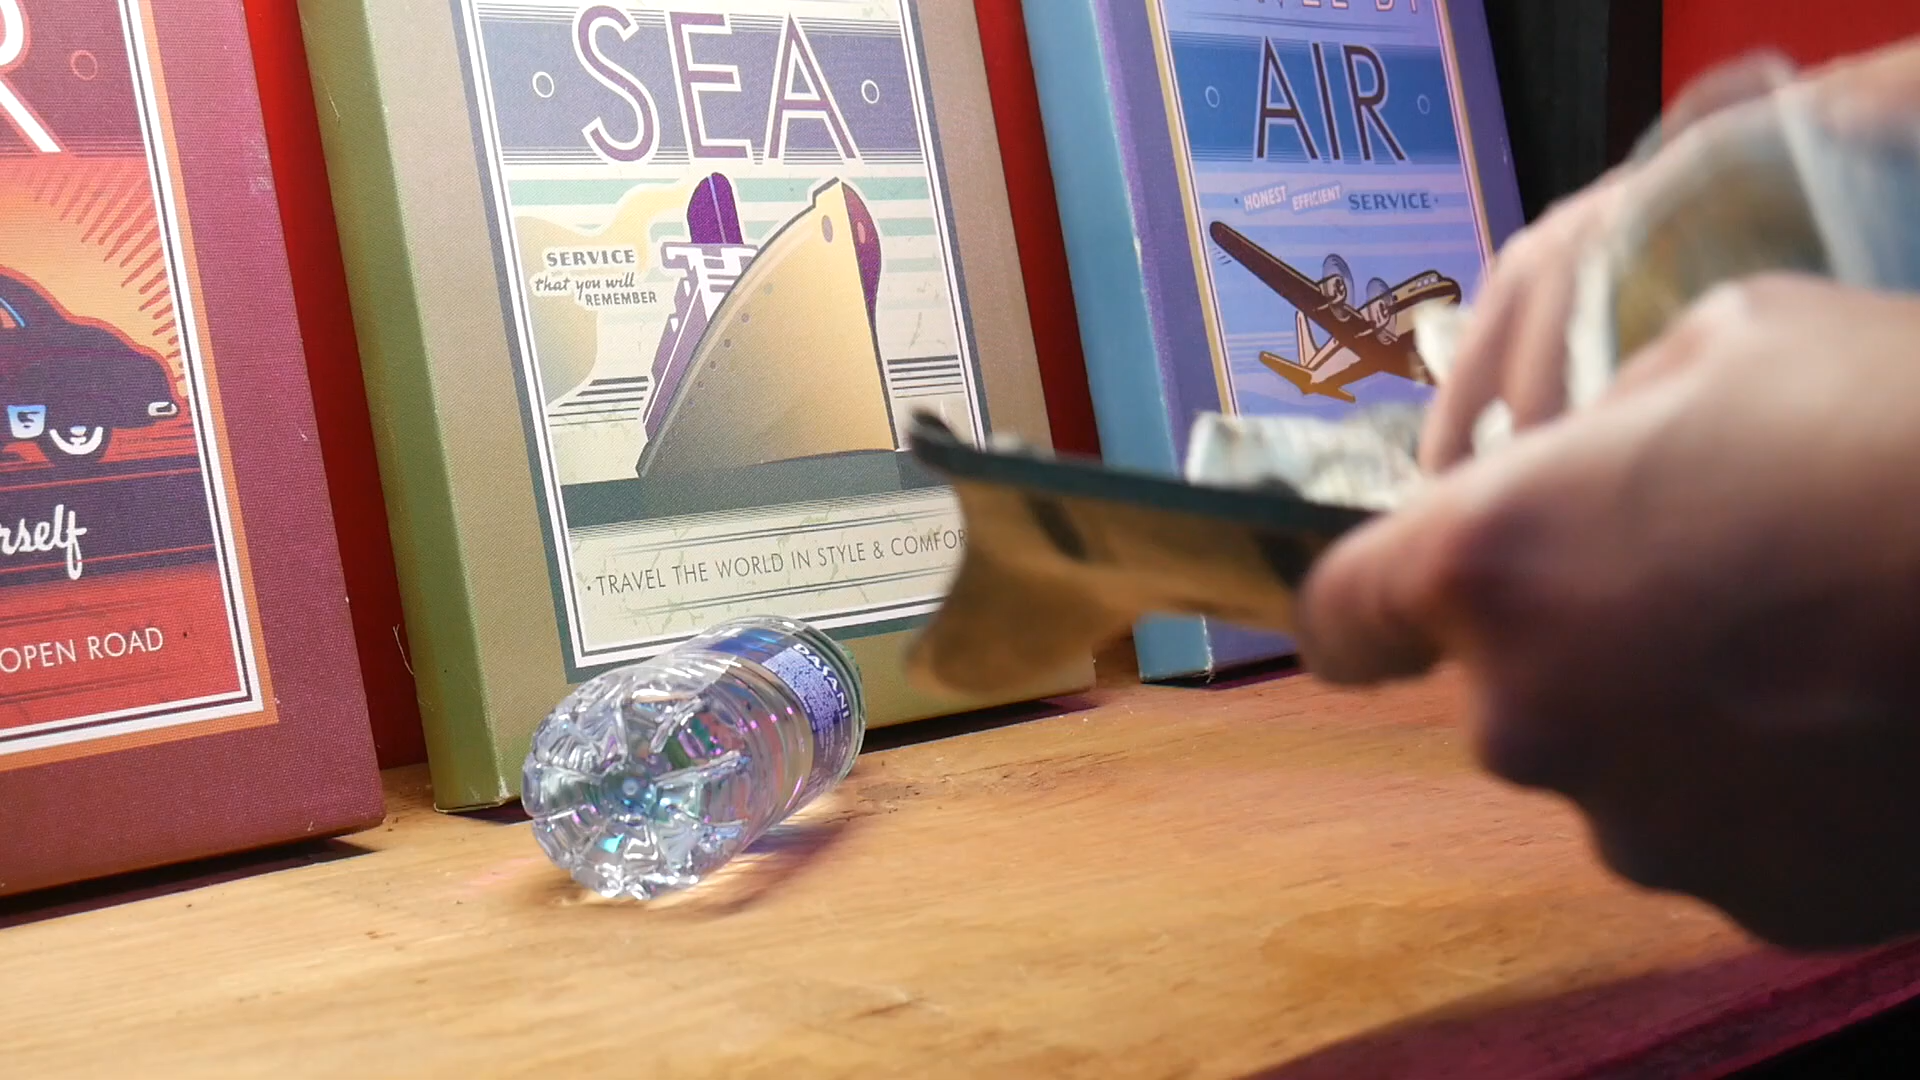 R
rself
OPEN ROAD
SEA
SERVICE
that you will
REMEMBER
· TRAVEL THE WORLD IN STYLE & COMFOR
DASANI
AIR
· HONEST EFFICIENT SERVICE ·